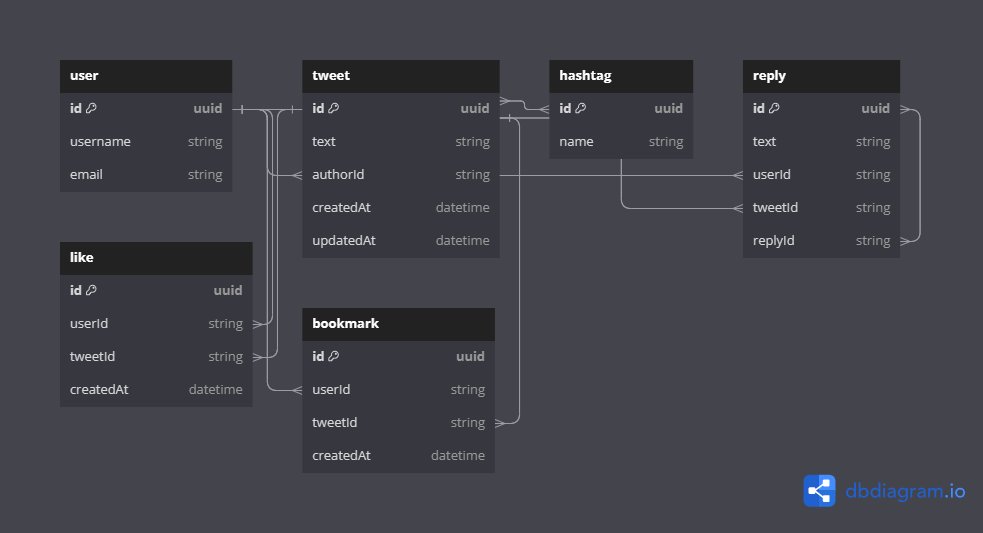 user
id uuid
username string
email string
tweet
id uuid
text string
authorId string
createdAt datetime
updatedAt datetime
hashtag
id uuid
name string
reply
id uuid
text string
userId string
tweetId string
replyId string
like
id uuid
userId string
tweetId string
createdAt datetime
bookmark
id uuid
userId string
tweetId string
createdAt datetime
dbdiagram.io